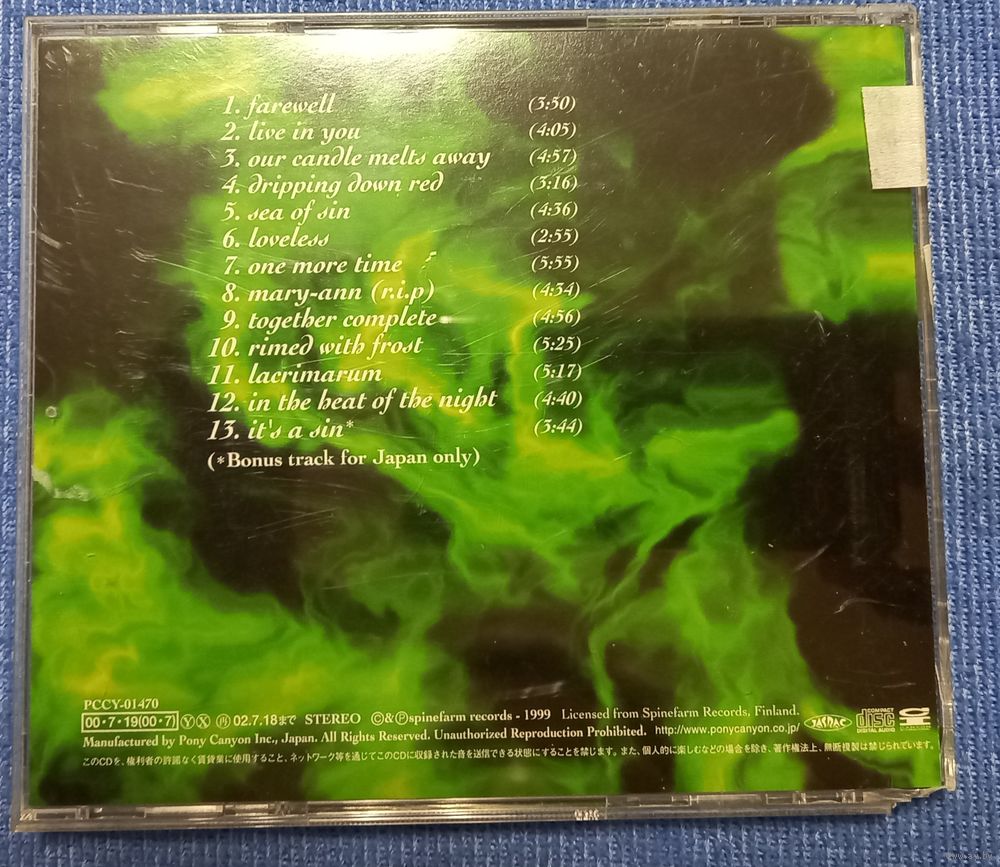 1. farewell (3:50)
2. live in you (4:05)
3. our candle melts away (4:57)
4. dripping down red (3:16)
5. sea of sin (4:36)
6. loveless (2:55)
7. one more time (5:55)
8. mary-ann (r.i.p) (4:34)
9. together complete (4:56)
10. rimed with frost (5:25)
11. lacrimarum (5:17)
12. in the heat of the night (4:40)
13. it's a sin* (3:44)
(*Bonus track for Japan only)
PCCY-01470
00・7・19(00・7) Ⓨ Ⓧ 02.7.18まで STEREO ©&Ⓟspinefarm records - 1999 Licensed from Spinefarm Records, Finland. JASRAC COMPACT disc DIGITAL AUDIO
Manufactured by Pony Canyon Inc., Japan. All Rights Reserved. Unauthorized Reproduction Prohibited. http://www.ponycanyon.co.jp/
このCDを、権利者の許諾なく賃貸業に使用すること、ネットワーク等を通じてこのCDに収録された音を送信できる状態にすることを禁じます。また、個人的に楽しむなどの場合を除き、著作権法上、無断複製は禁じられています。